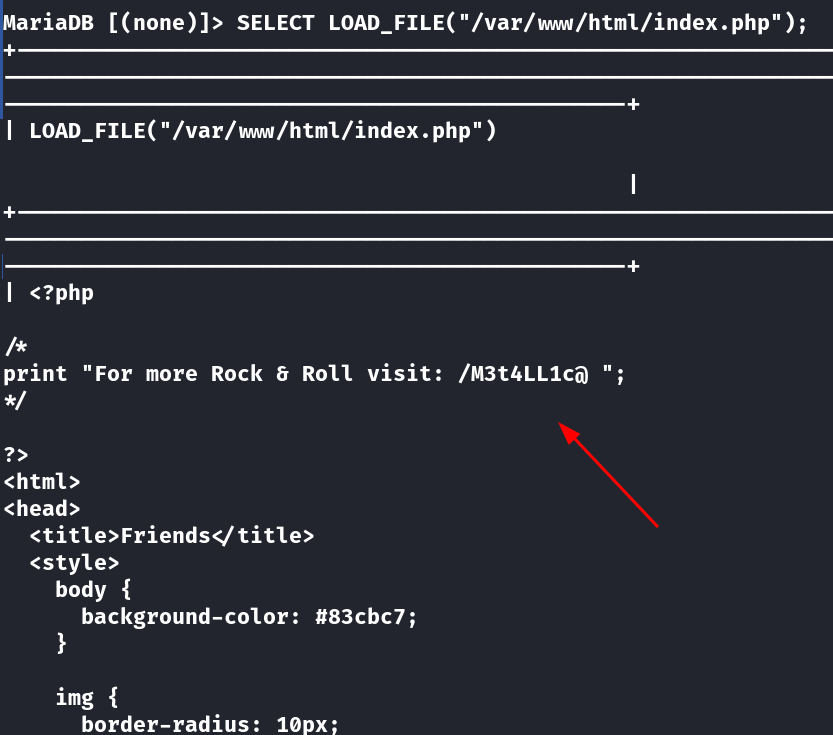 MariaDB [(none)]> SELECT LOAD_FILE("/var/www/html/index.php");
| LOAD_FILE("/var/www/html/index.php")
|
| <?php
/*
print "For more Rock & Roll visit: /M3t4LL1c@ ";
*/
?>
<html>
<head>
<title>Friends</title>
<style>
body {
background-color: #83cbc7;
}
img {
border-radius: 10px;